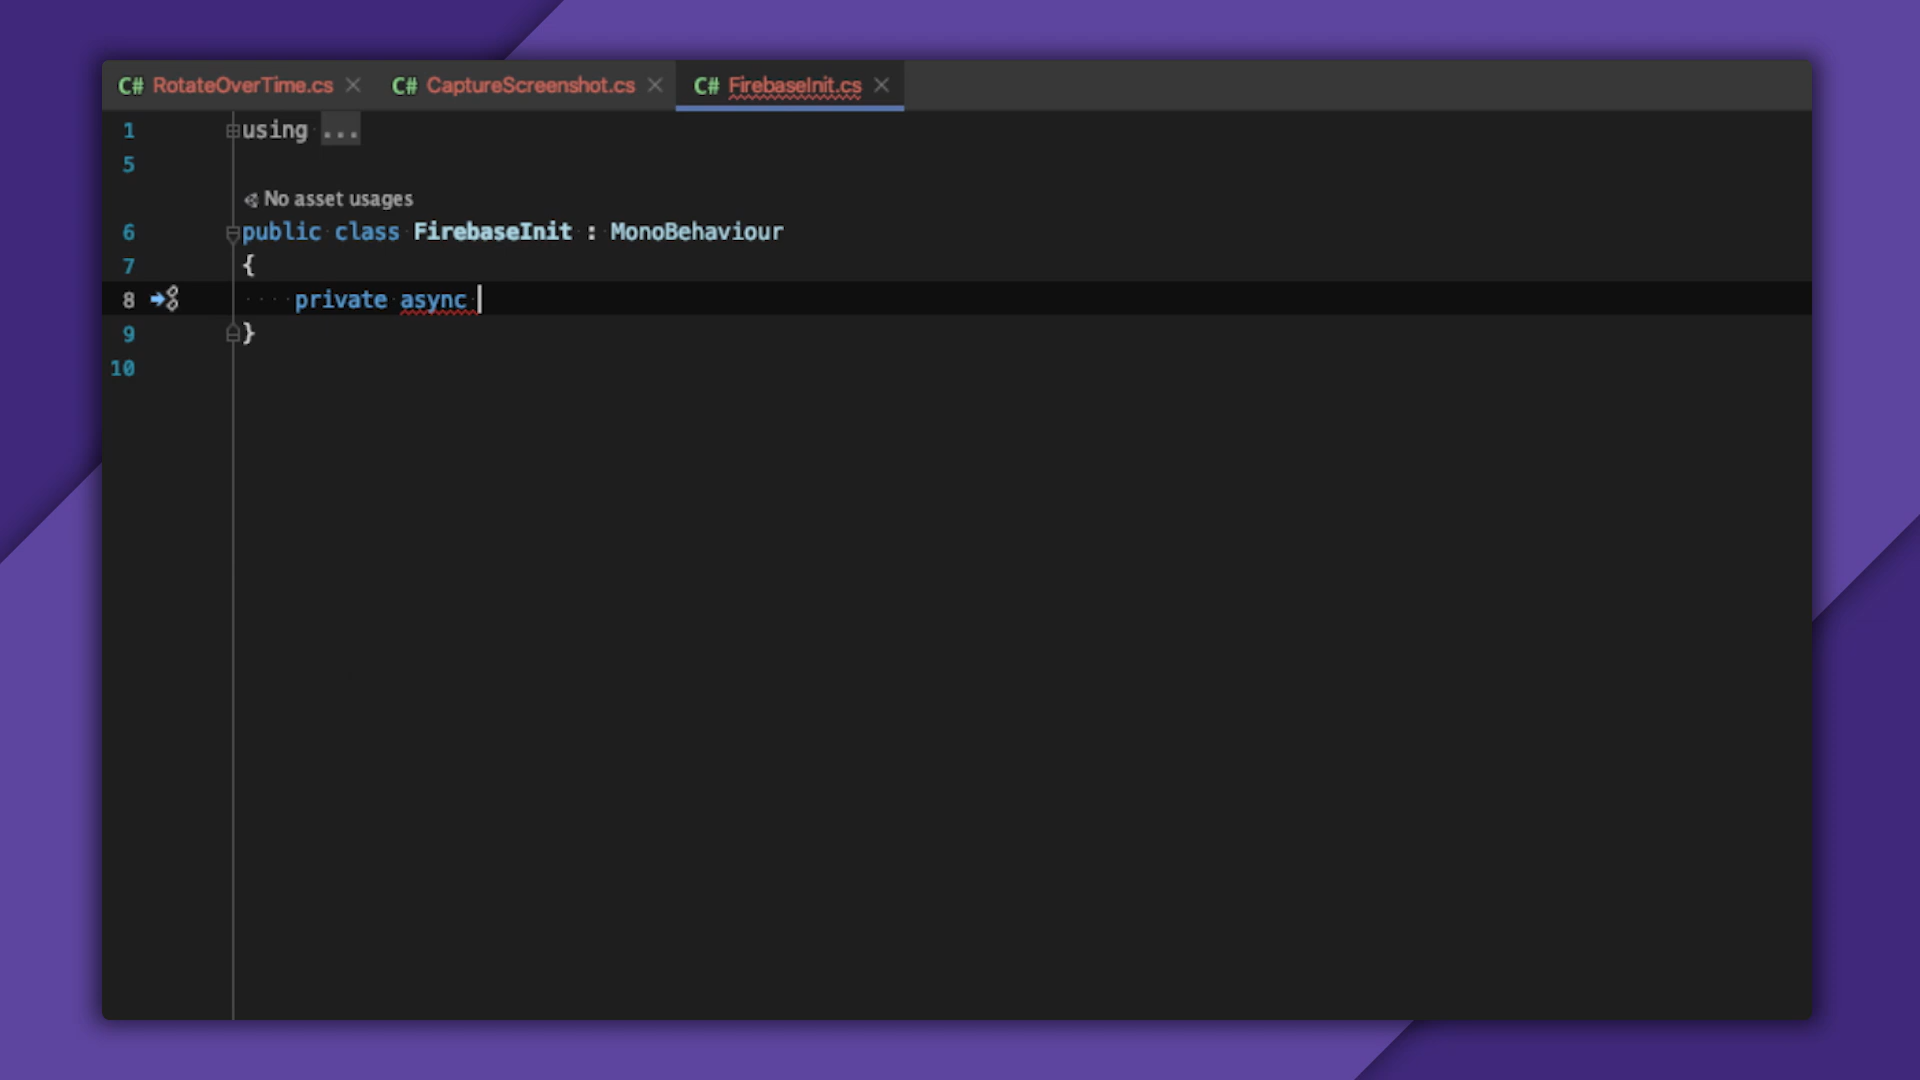 C# RotateOverTime.cs C# CaptureScreenshot.cs C# FirebaseInit.cs
1 using ...
5
No asset usages
6 public class FirebaseInit : MonoBehaviour
7 {
8 private async
9 }
10